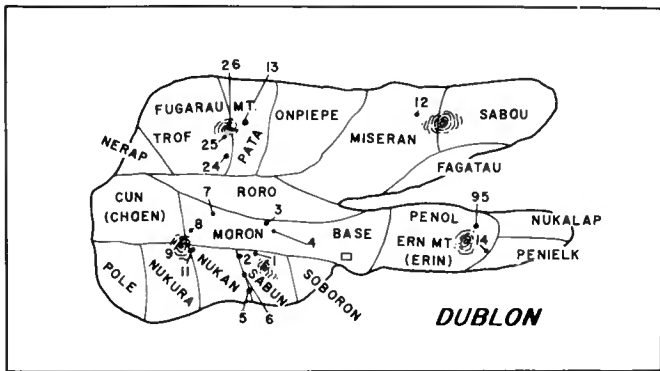 26 13
FUGARAU MT. ONPIEPE 12 SABOU
TROF PATA MISERAN
25
NERAP 24 FAGATAU
7 RORO 3 95
CUN PENOL NUKALAP
(CHOEN) 8 MORON 4 BASE ERN MT. 14
(ERIN) PENIELK
9 11 2 1
POLE NUKURA NUKAN SABUN SOBORON
5 6
DUBLON